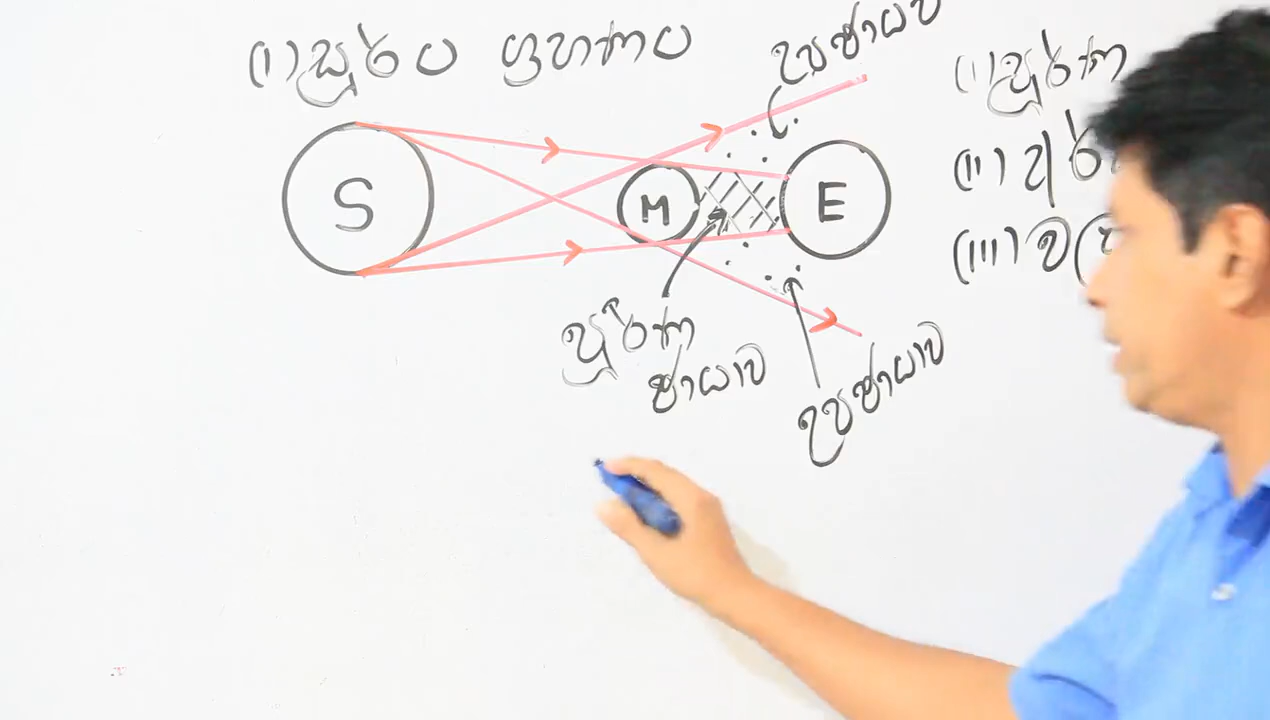 (I) සූර්ය ග්‍රහණය
උපඡායාව
S
M
E
පූර්ණ
ඡායාව
උපඡායාව
(I) පූර්ණ
(II)
(III)